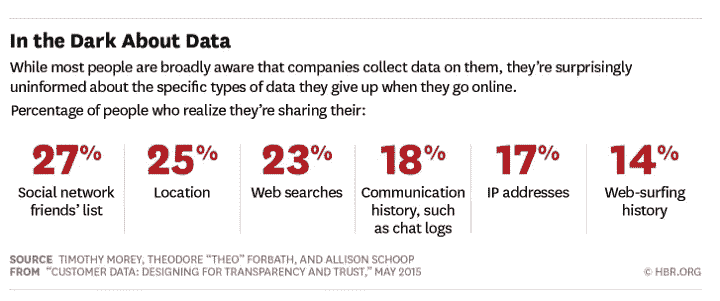 In the Dark About Data
While most people are broadly aware that companies collect data on them, they’re surprisingly
uninformed about the specific types of data they give up when they go online.
Percentage of people who realize they’re sharing their:
27%
Social network
friends’ list
25%
Location
23%
Web searches
18%
Communication
history, such
as chat logs
17%
IP addresses
14%
Web-surfing
history
SOURCE TIMOTHY MOREY, THEODORE “THEO” FORBATH, AND ALLISON SCHOOP
FROM “CUSTOMER DATA: DESIGNING FOR TRANSPARENCY AND TRUST,” MAY 2015
© HBR.ORG